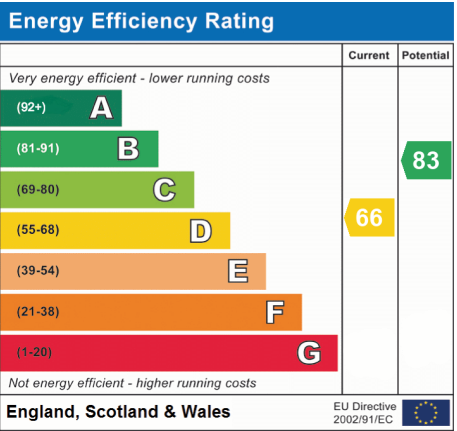 Energy Efficiency Rating
Current Potential
Very energy efficient - lower running costs
(92+) A
(81-91) B
83
(69-80) C
(55-68) D
66
(39-54) E
(21-38) F
(1-20) G
Not energy efficient - higher running costs
England, Scotland & Wales
EU Directive
2002/91/EC